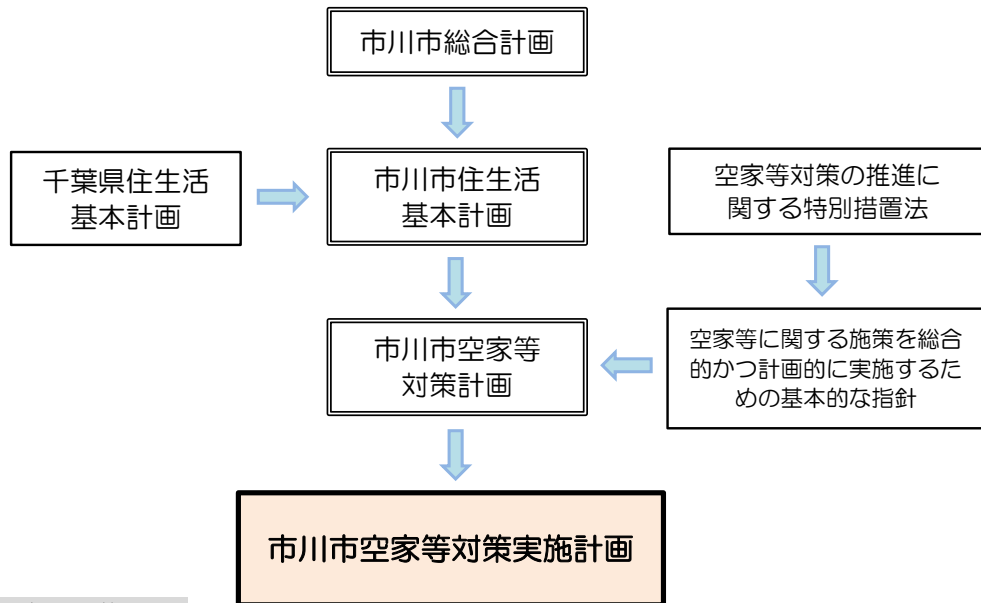 市川市総合計画
千葉県住生活
基本計画
市川市住生活
基本計画
空家等対策の推進に
関する特別措置法
市川市空家等
対策計画
空家等に関する施策を総合
的かつ計画的に実施するた
めの基本的な指針
市川市空家等対策実施計画